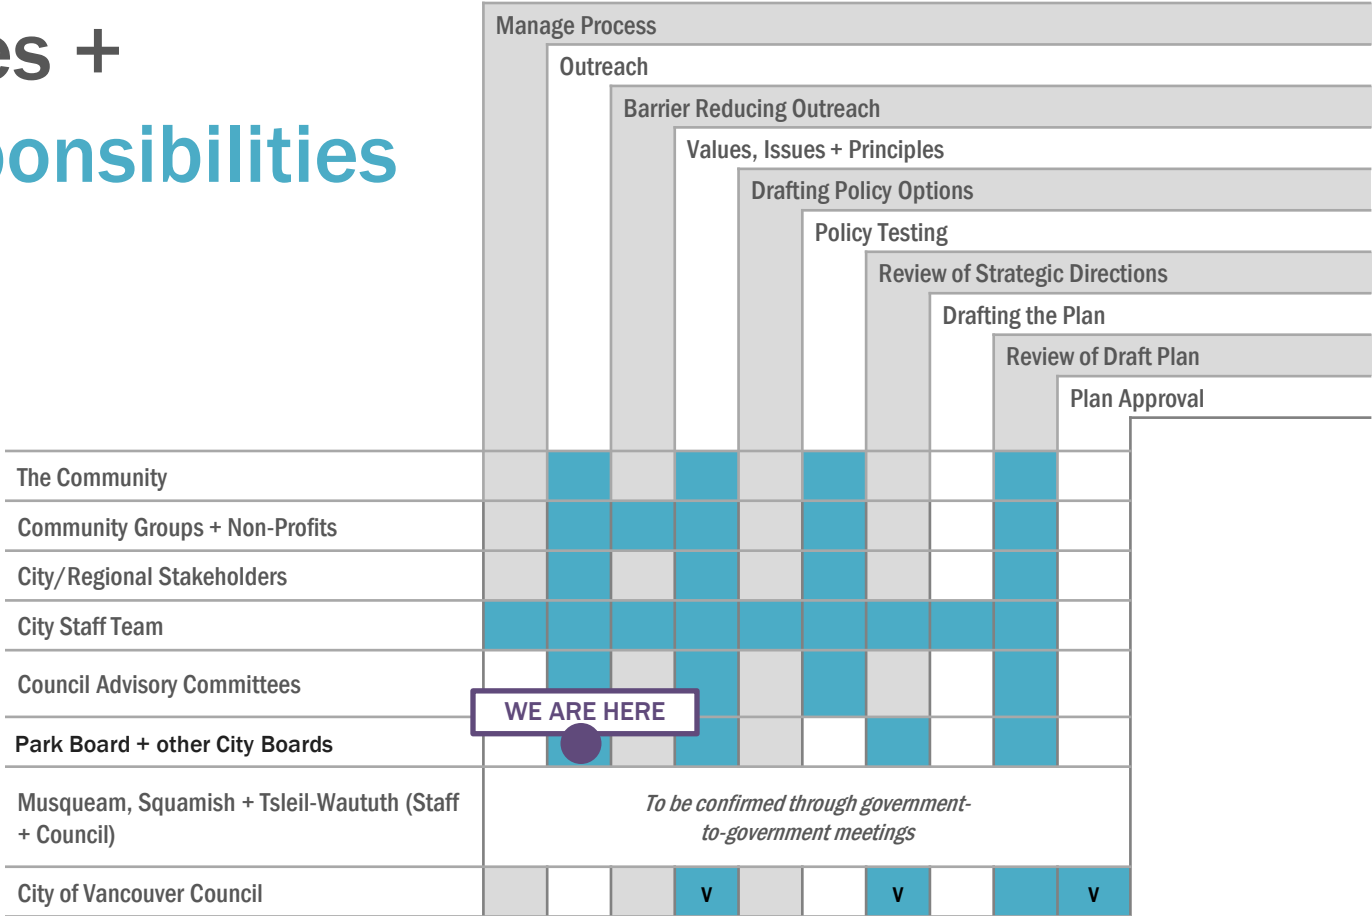 es +
ponsibilities
Manage Process
Outreach
Barrier Reducing Outreach
Values, Issues + Principles
Drafting Policy Options
Policy Testing
Review of Strategic Directions
Drafting the Plan
Review of Draft Plan
Plan Approval
The Community
Community Groups + Non-Profits
City/Regional Stakeholders
City Staff Team
Council Advisory Committees
WE ARE HERE
Park Board + other City Boards
Musqueam, Squamish + Tsleil-Waututh (Staff
+ Council)
To be confirmed through government-
to-government meetings
City of Vancouver Council
V
V
V